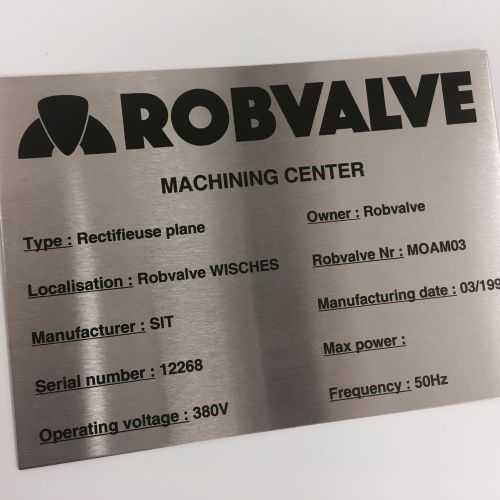 ROBVALVE
MACHINING CENTER
Type : Rectifieuse plane
Localisation : Robvalve WISCHES
Manufacturer : SIT
Serial number : 12268
Operating voltage : 380V
Owner : Robvalve
Robvalve Nr : MOAM03
Manufacturing date : 03/199
Max power :
Frequency : 50Hz